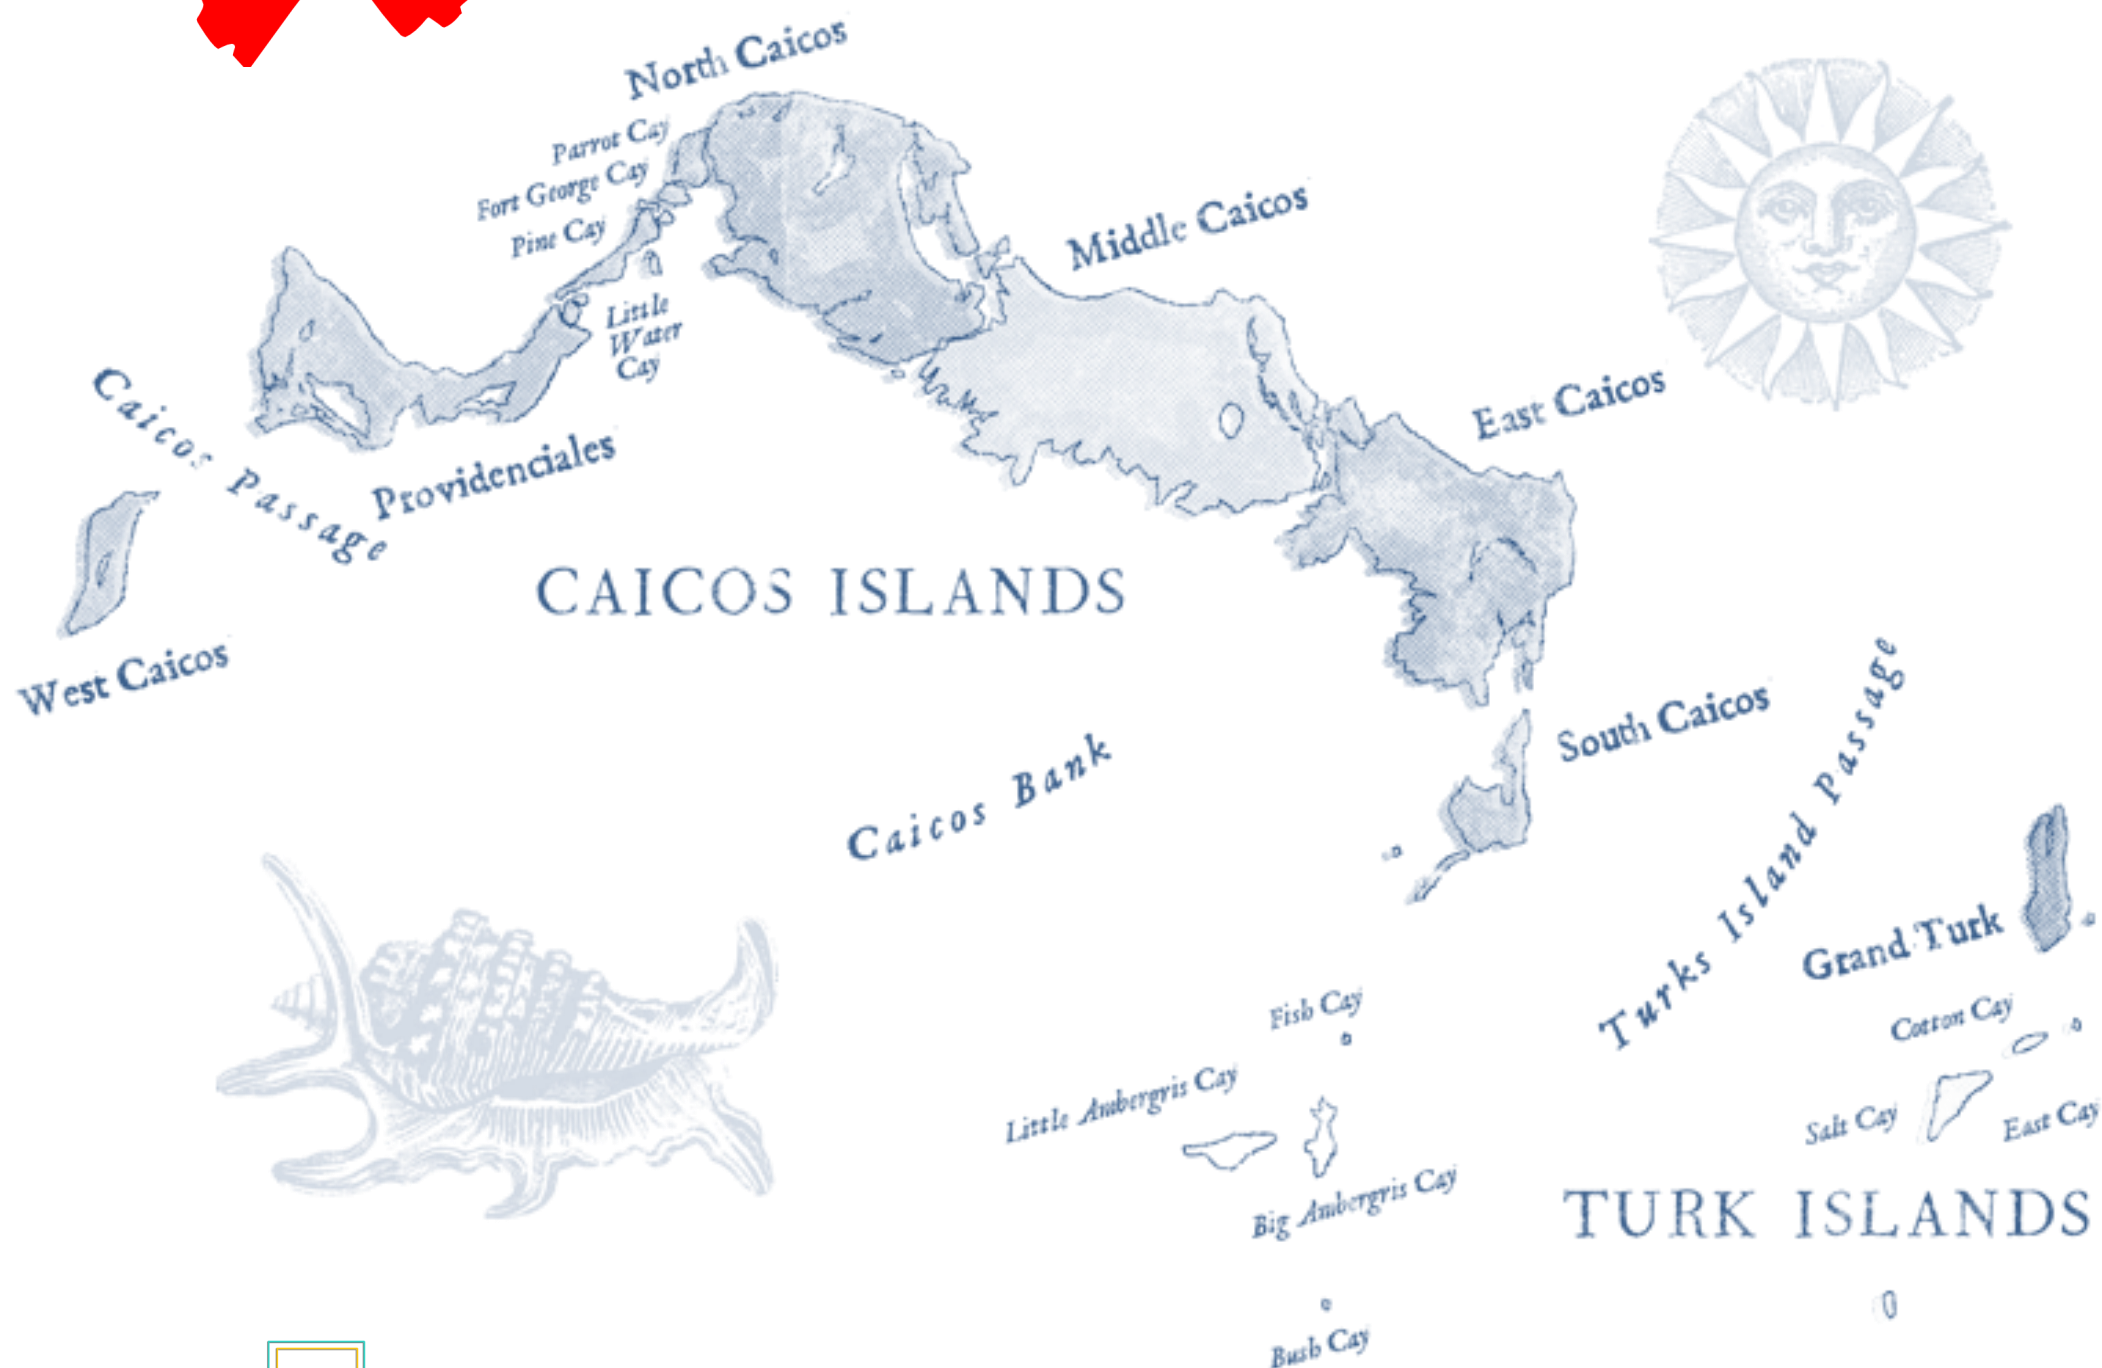 North Caicos
Parrot Cay
Fort George Cay
Pine Cay
Middle Caicos
Little
Water
Cay
East Caicos
Caicos Passage
Providenciales
CAICOS ISLANDS
West Caicos
South Caicos
Turks Island Passage
Caicos Bank
Grand Turk
Fish Cay
Cotton Cay
Little Ambergris Cay
Salt Cay
East Cay
Big Ambergris Cay
TURK ISLANDS
Bush Cay